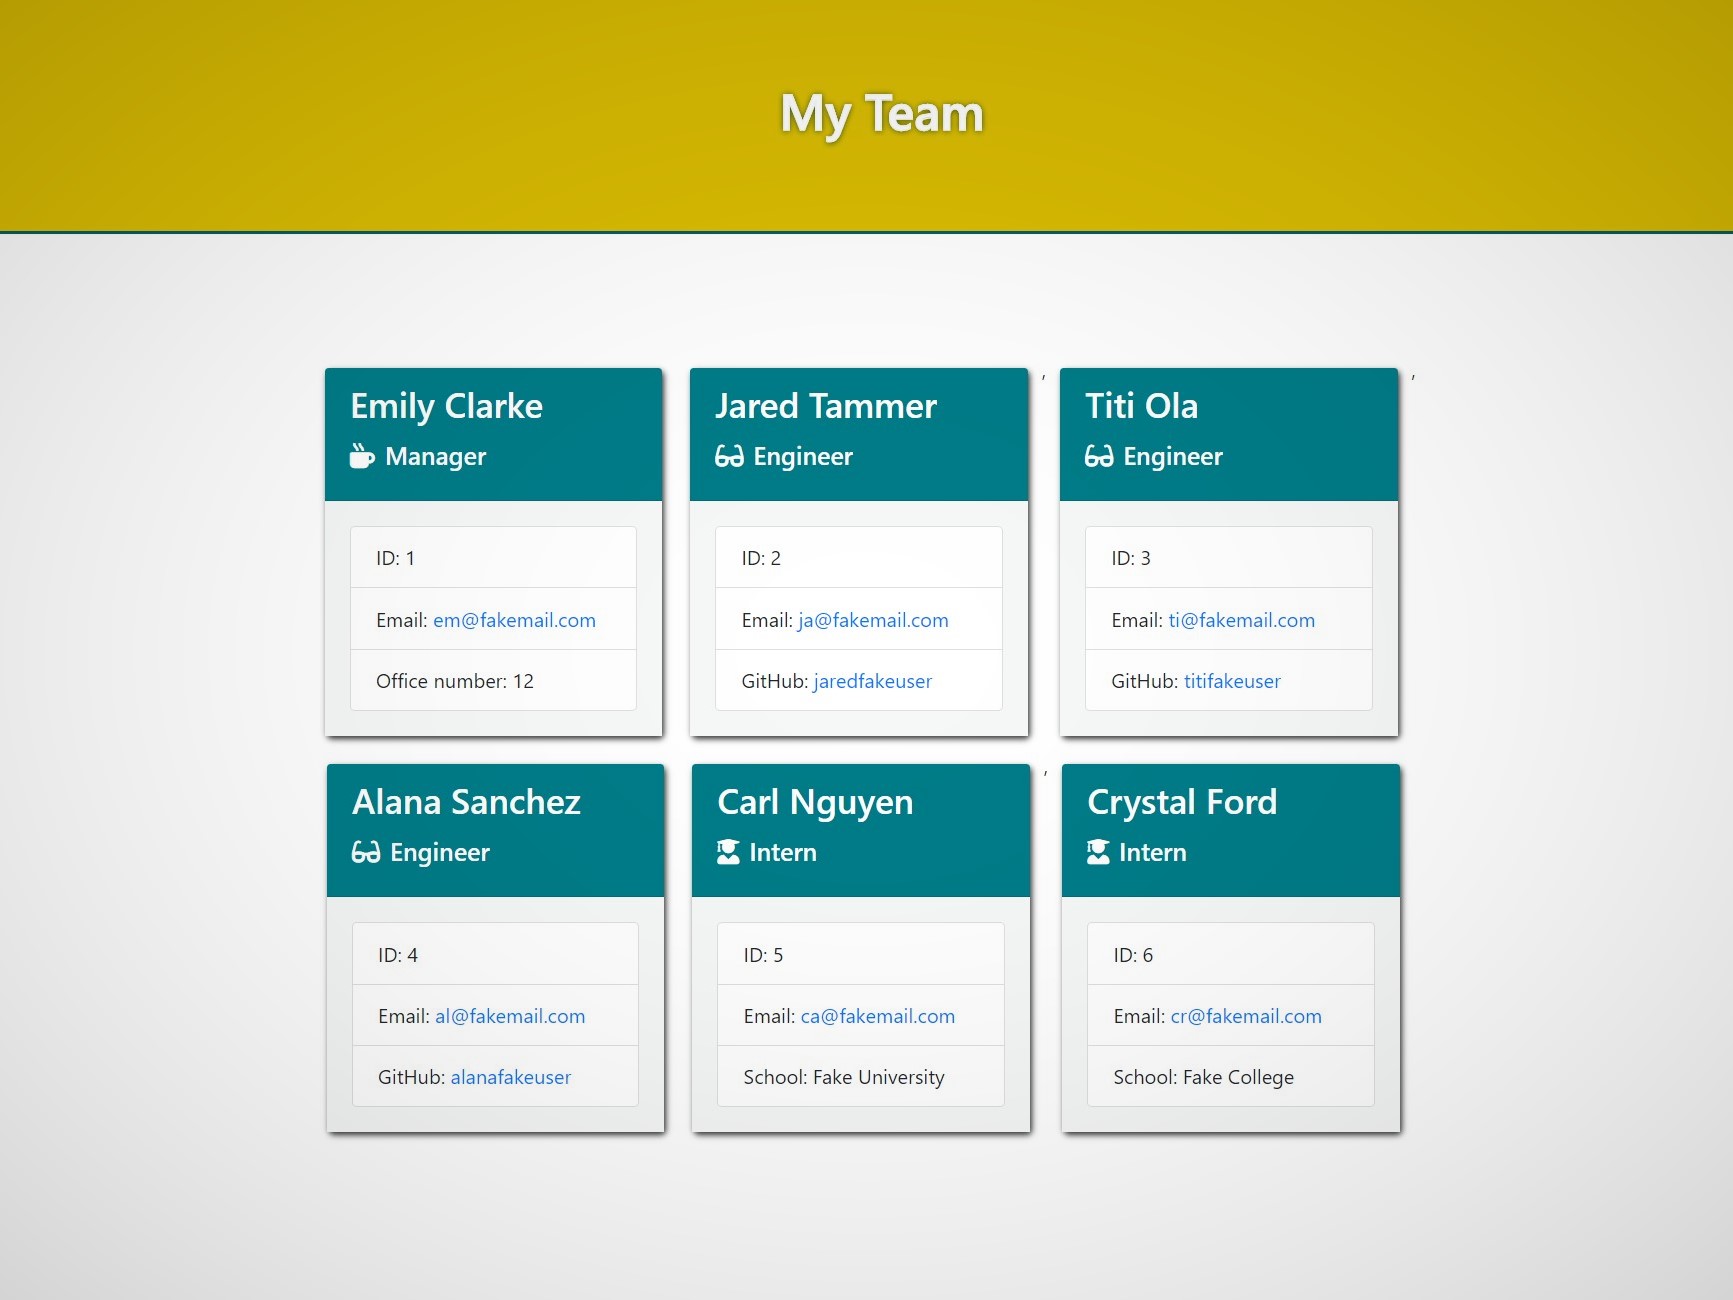 My Team
Emily Clarke
Manager
ID: 1
Email: em@fakemail.com
Office number: 12
Jared Tammer
Engineer
ID: 2
Email: ja@fakemail.com
GitHub: jaredfakeuser
,
Titi Ola
Engineer
ID: 3
Email: ti@fakemail.com
GitHub: titifakeuser
,
Alana Sanchez
Engineer
ID: 4
Email: al@fakemail.com
GitHub: alanafakeuser
Carl Nguyen
Intern
ID: 5
Email: ca@fakemail.com
School: Fake University
,
Crystal Ford
Intern
ID: 6
Email: cr@fakemail.com
School: Fake College